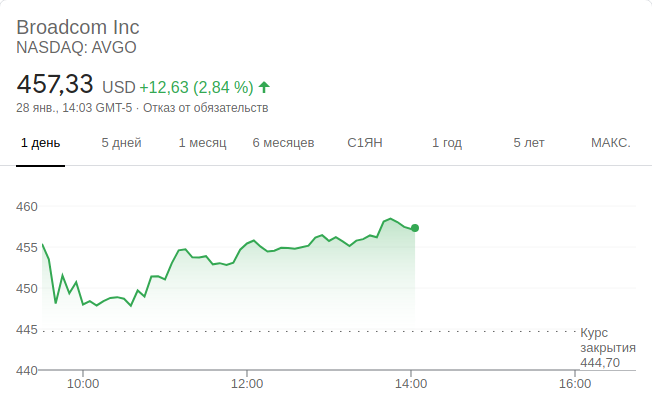 Broadcom Inc
NASDAQ: AVGO
457,33 USD +12,63 (2,84 %)
28 янв., 14:03 GMT-5 · Отказ от обязательств
1 день 5 дней 1 месяц 6 месяцев С1ЯН 1 год 5 лет МАКС.
460
455
450
445
Курс
закрытия
444,70
440
10:00 12:00 14:00 16:00